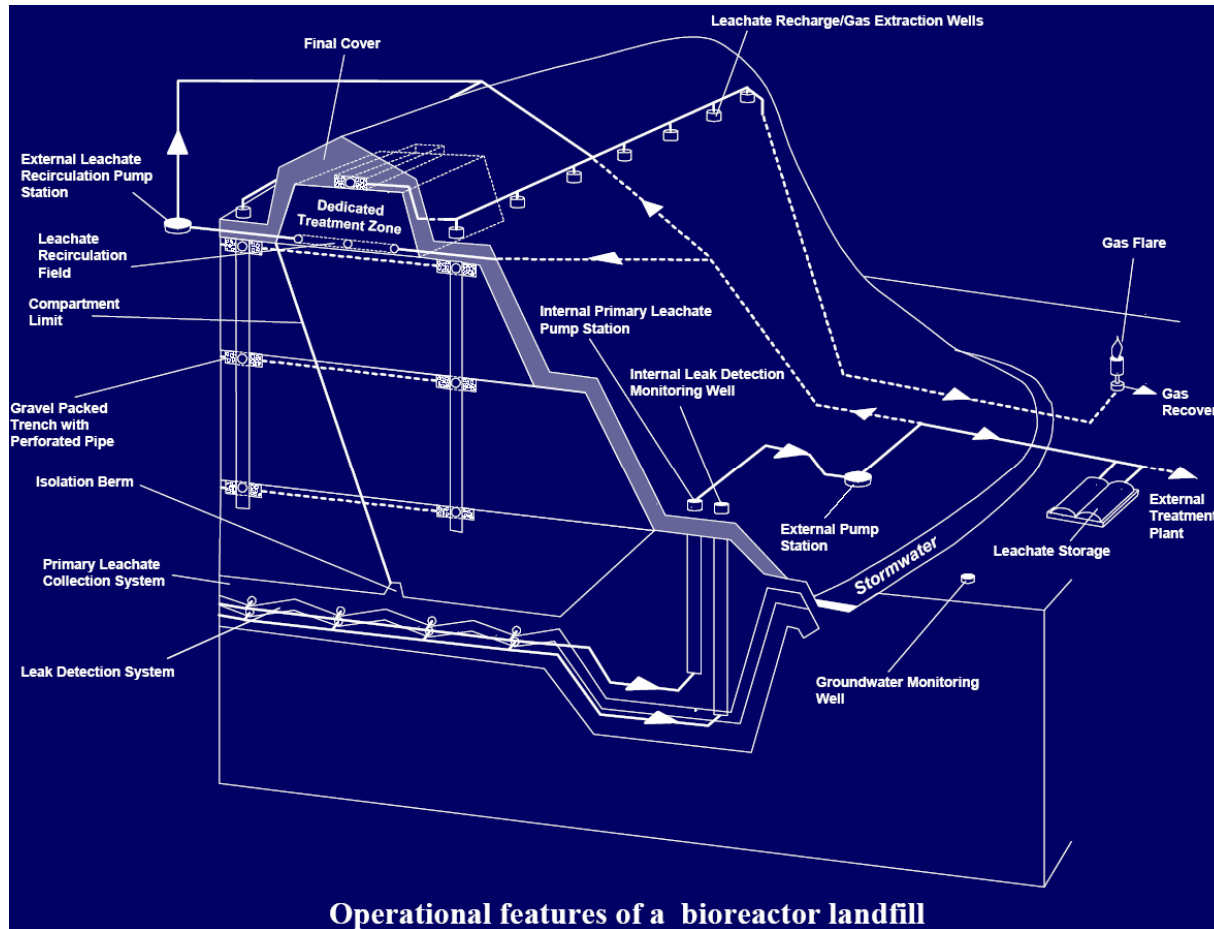 Leachate Recharge/Gas Extraction Wells
Final Cover
External Leachate
Recirculation Pump
Station
Dedicated
Treatment Zone
Leachate
Recirculation
Field
Gas Flare
Compartment
Limit
Internal Primary Leachate
Pump Station
Internal Leak Detection
Monitoring Well
Gas
Recover
Gravel Packed
Trench with
Perforated Pipe
Isolation Berm
External Pump
Station
External
Treatment
Plant
Leachate Storage
Stormwater
Primary Leachate
Collection System
Leak Detection System
Groundwater Monitoring
Well
Operational features of a bioreactor landfill